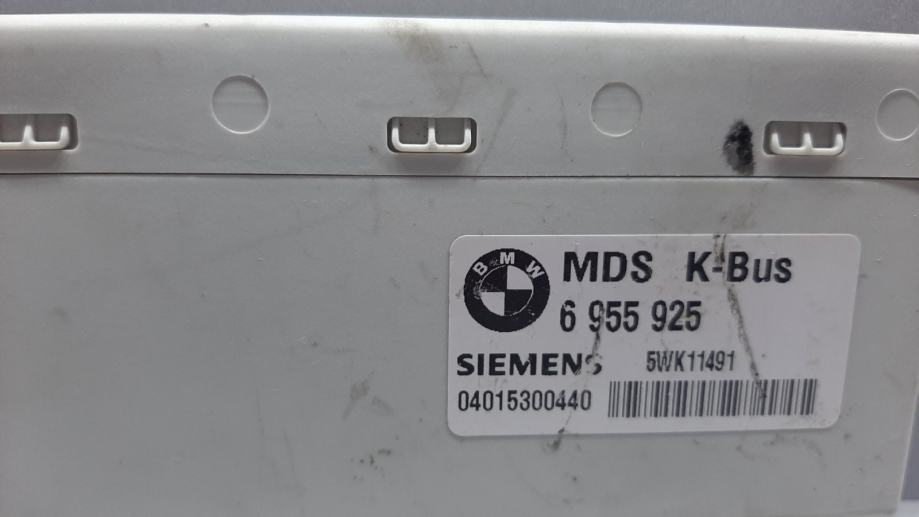 BMW
MDS K-Bus
6 955 925
SIEMENS 5WK11491
04015300440